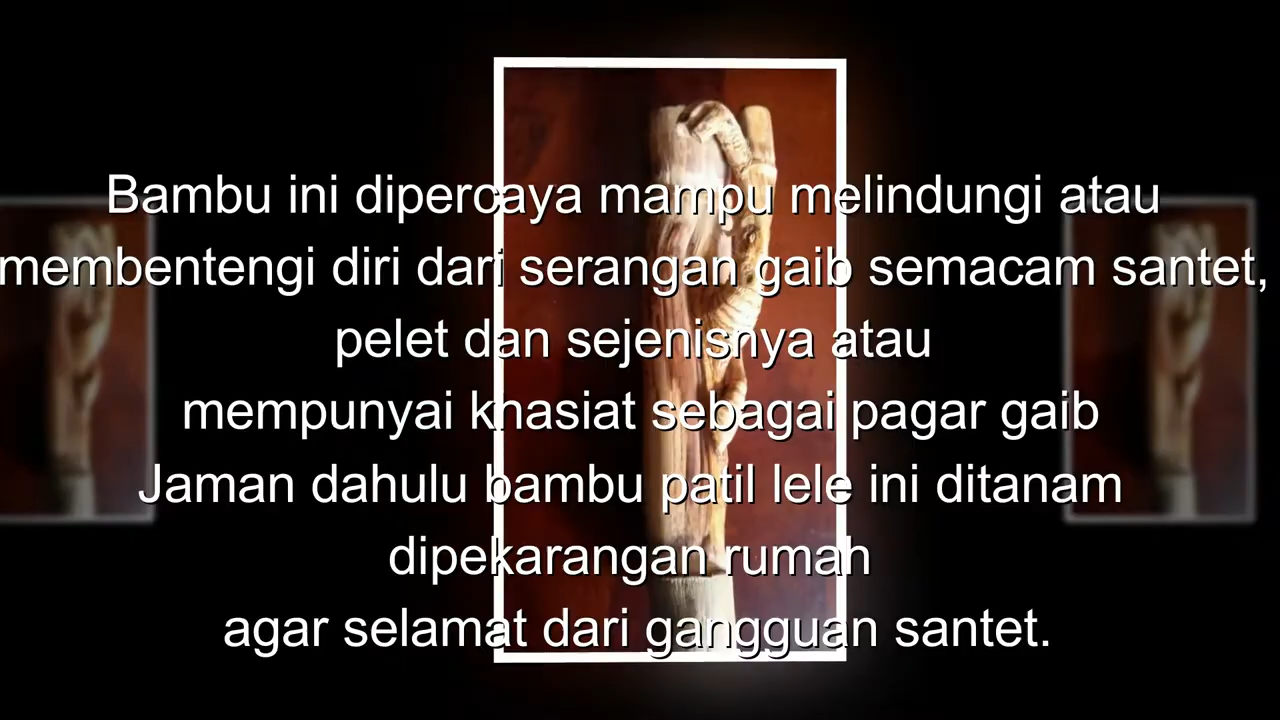 Bambu ini dipercaya mampu melindungi atau
membentengi diri dari serangan gaib semacam santet,
pelet dan sejenisnya atau
mempunyai khasiat sebagai pagar gaib
Jaman dahulu bambu patil lele ini ditanam
dipekarangan rumah
agar selamat dari gangguan santet.